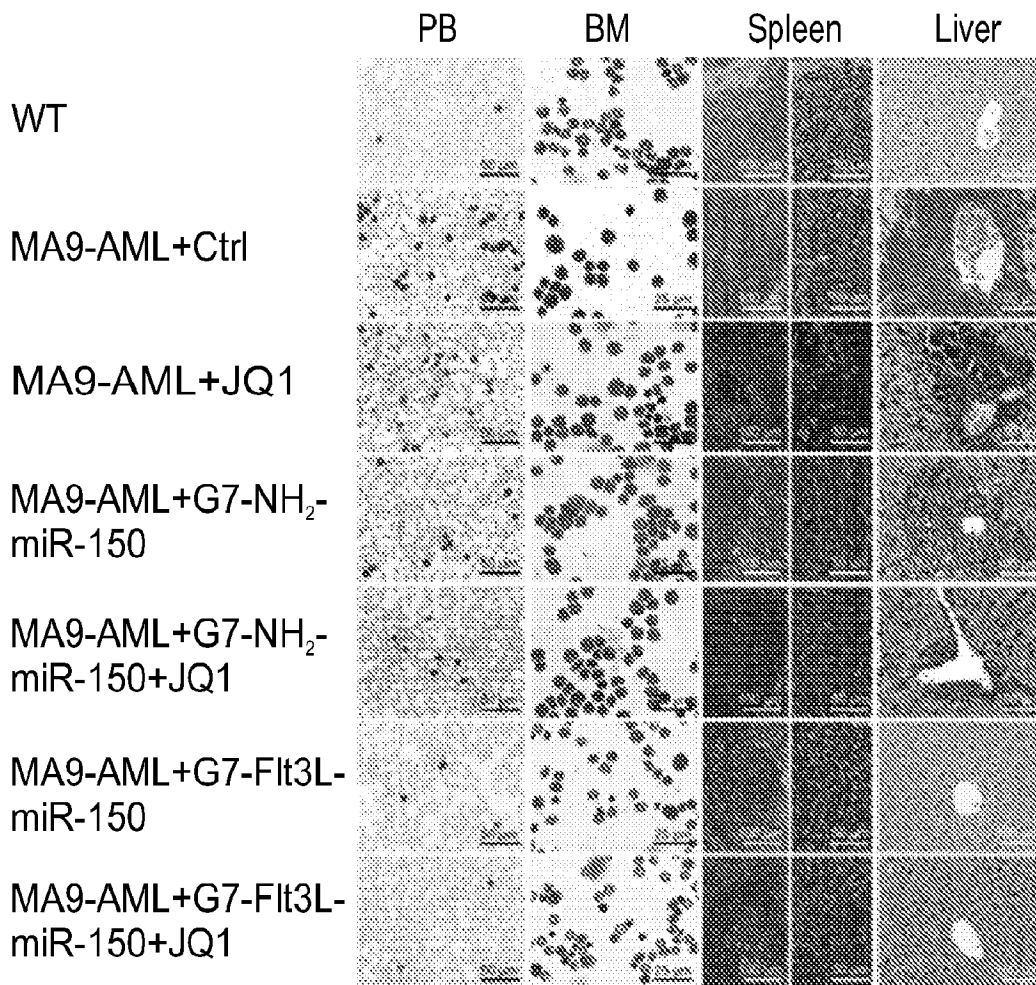 PB BM Spleen Liver
WT
MA9-AML+Ctrl
MA9-AML+JQ1
MA9-AML+G7-NH₂-
miR-150
MA9-AML+G7-NH₂-
miR-150+JQ1
MA9-AML+G7-Flt3L-
miR-150
MA9-AML+G7-Flt3L-
miR-150+JQ1